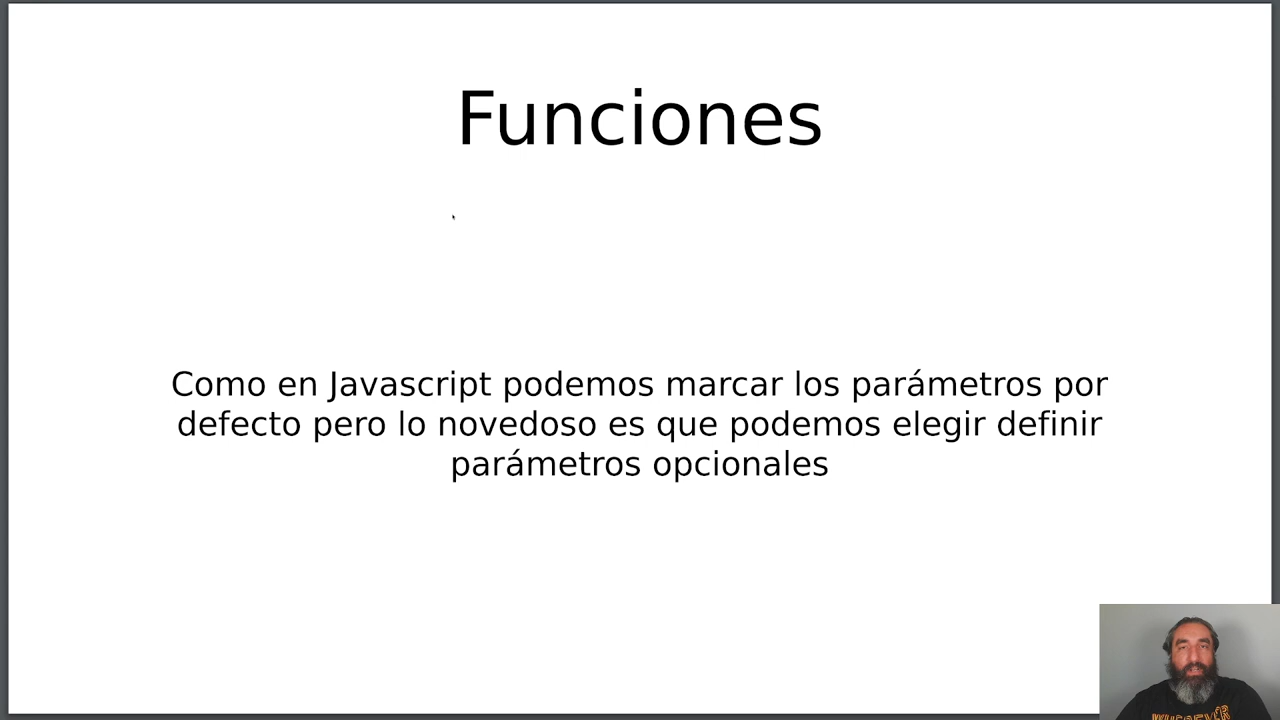 Funciones
Como en Javascript podemos marcar los parámetros por
defecto pero lo novedoso es que podemos elegir definir
parámetros opcionales